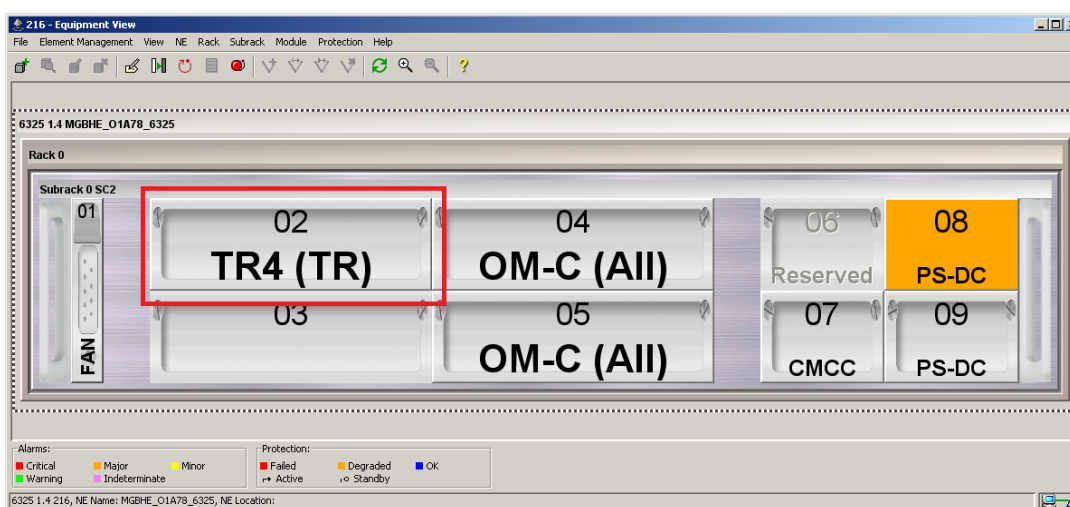 216 - Equipment View
File Element Management View NE Rack Subrack Module Protection Help
6325 1.4 MGBHE_O1A78_6325
Rack 0
Subrack 0 SC2
01
FAN
02
TR4 (TR)
04
OM-C (All)
06
Reserved
08
PS-DC
03
05
OM-C (All)
07
CMCC
09
PS-DC
Alarms:
Critical Major Minor
Warning Indeterminate
Protection:
Failed Degraded OK
Active Standby
6325 1.4 216, NE Name: MGBHE_O1A78_6325, NE Location: